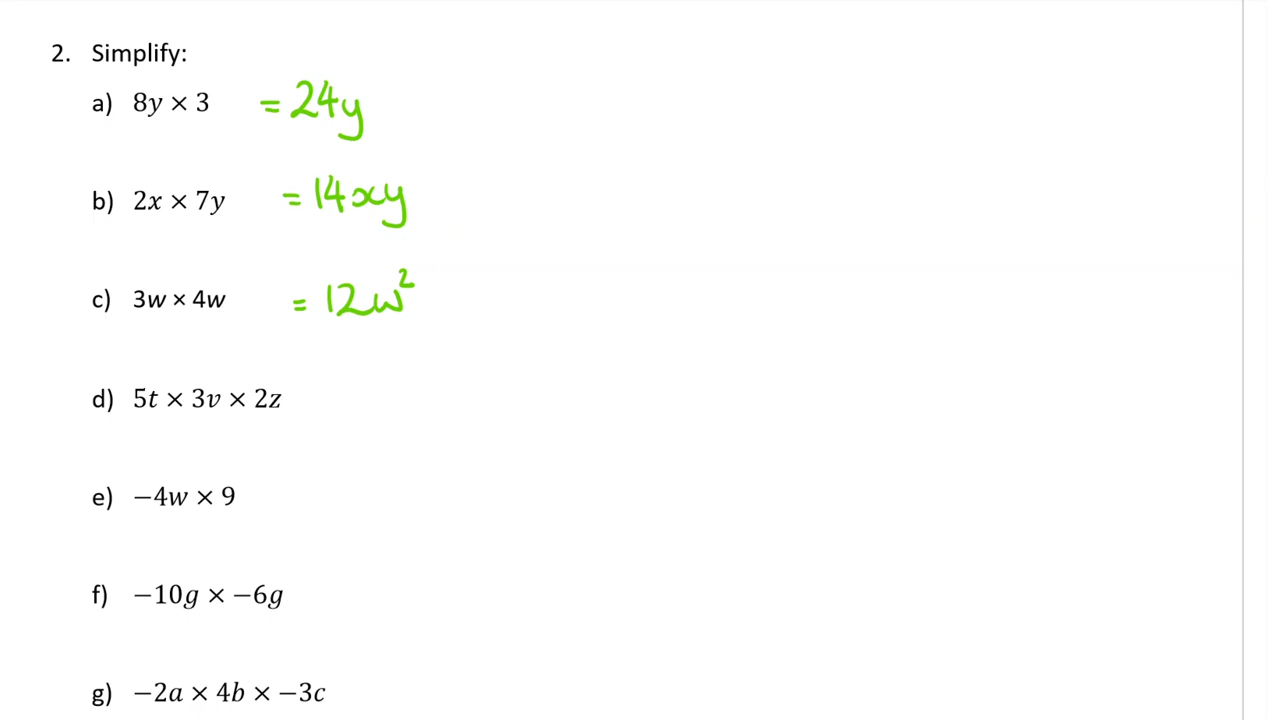 2. Simplify:
a) 8y × 3 = 24y
b) 2x × 7y = 14xy
c) 3w × 4w = 12w²
d) 5t × 3v × 2z
e) −4w × 9
f) −10g × −6g
g) −2a × 4b × −3c